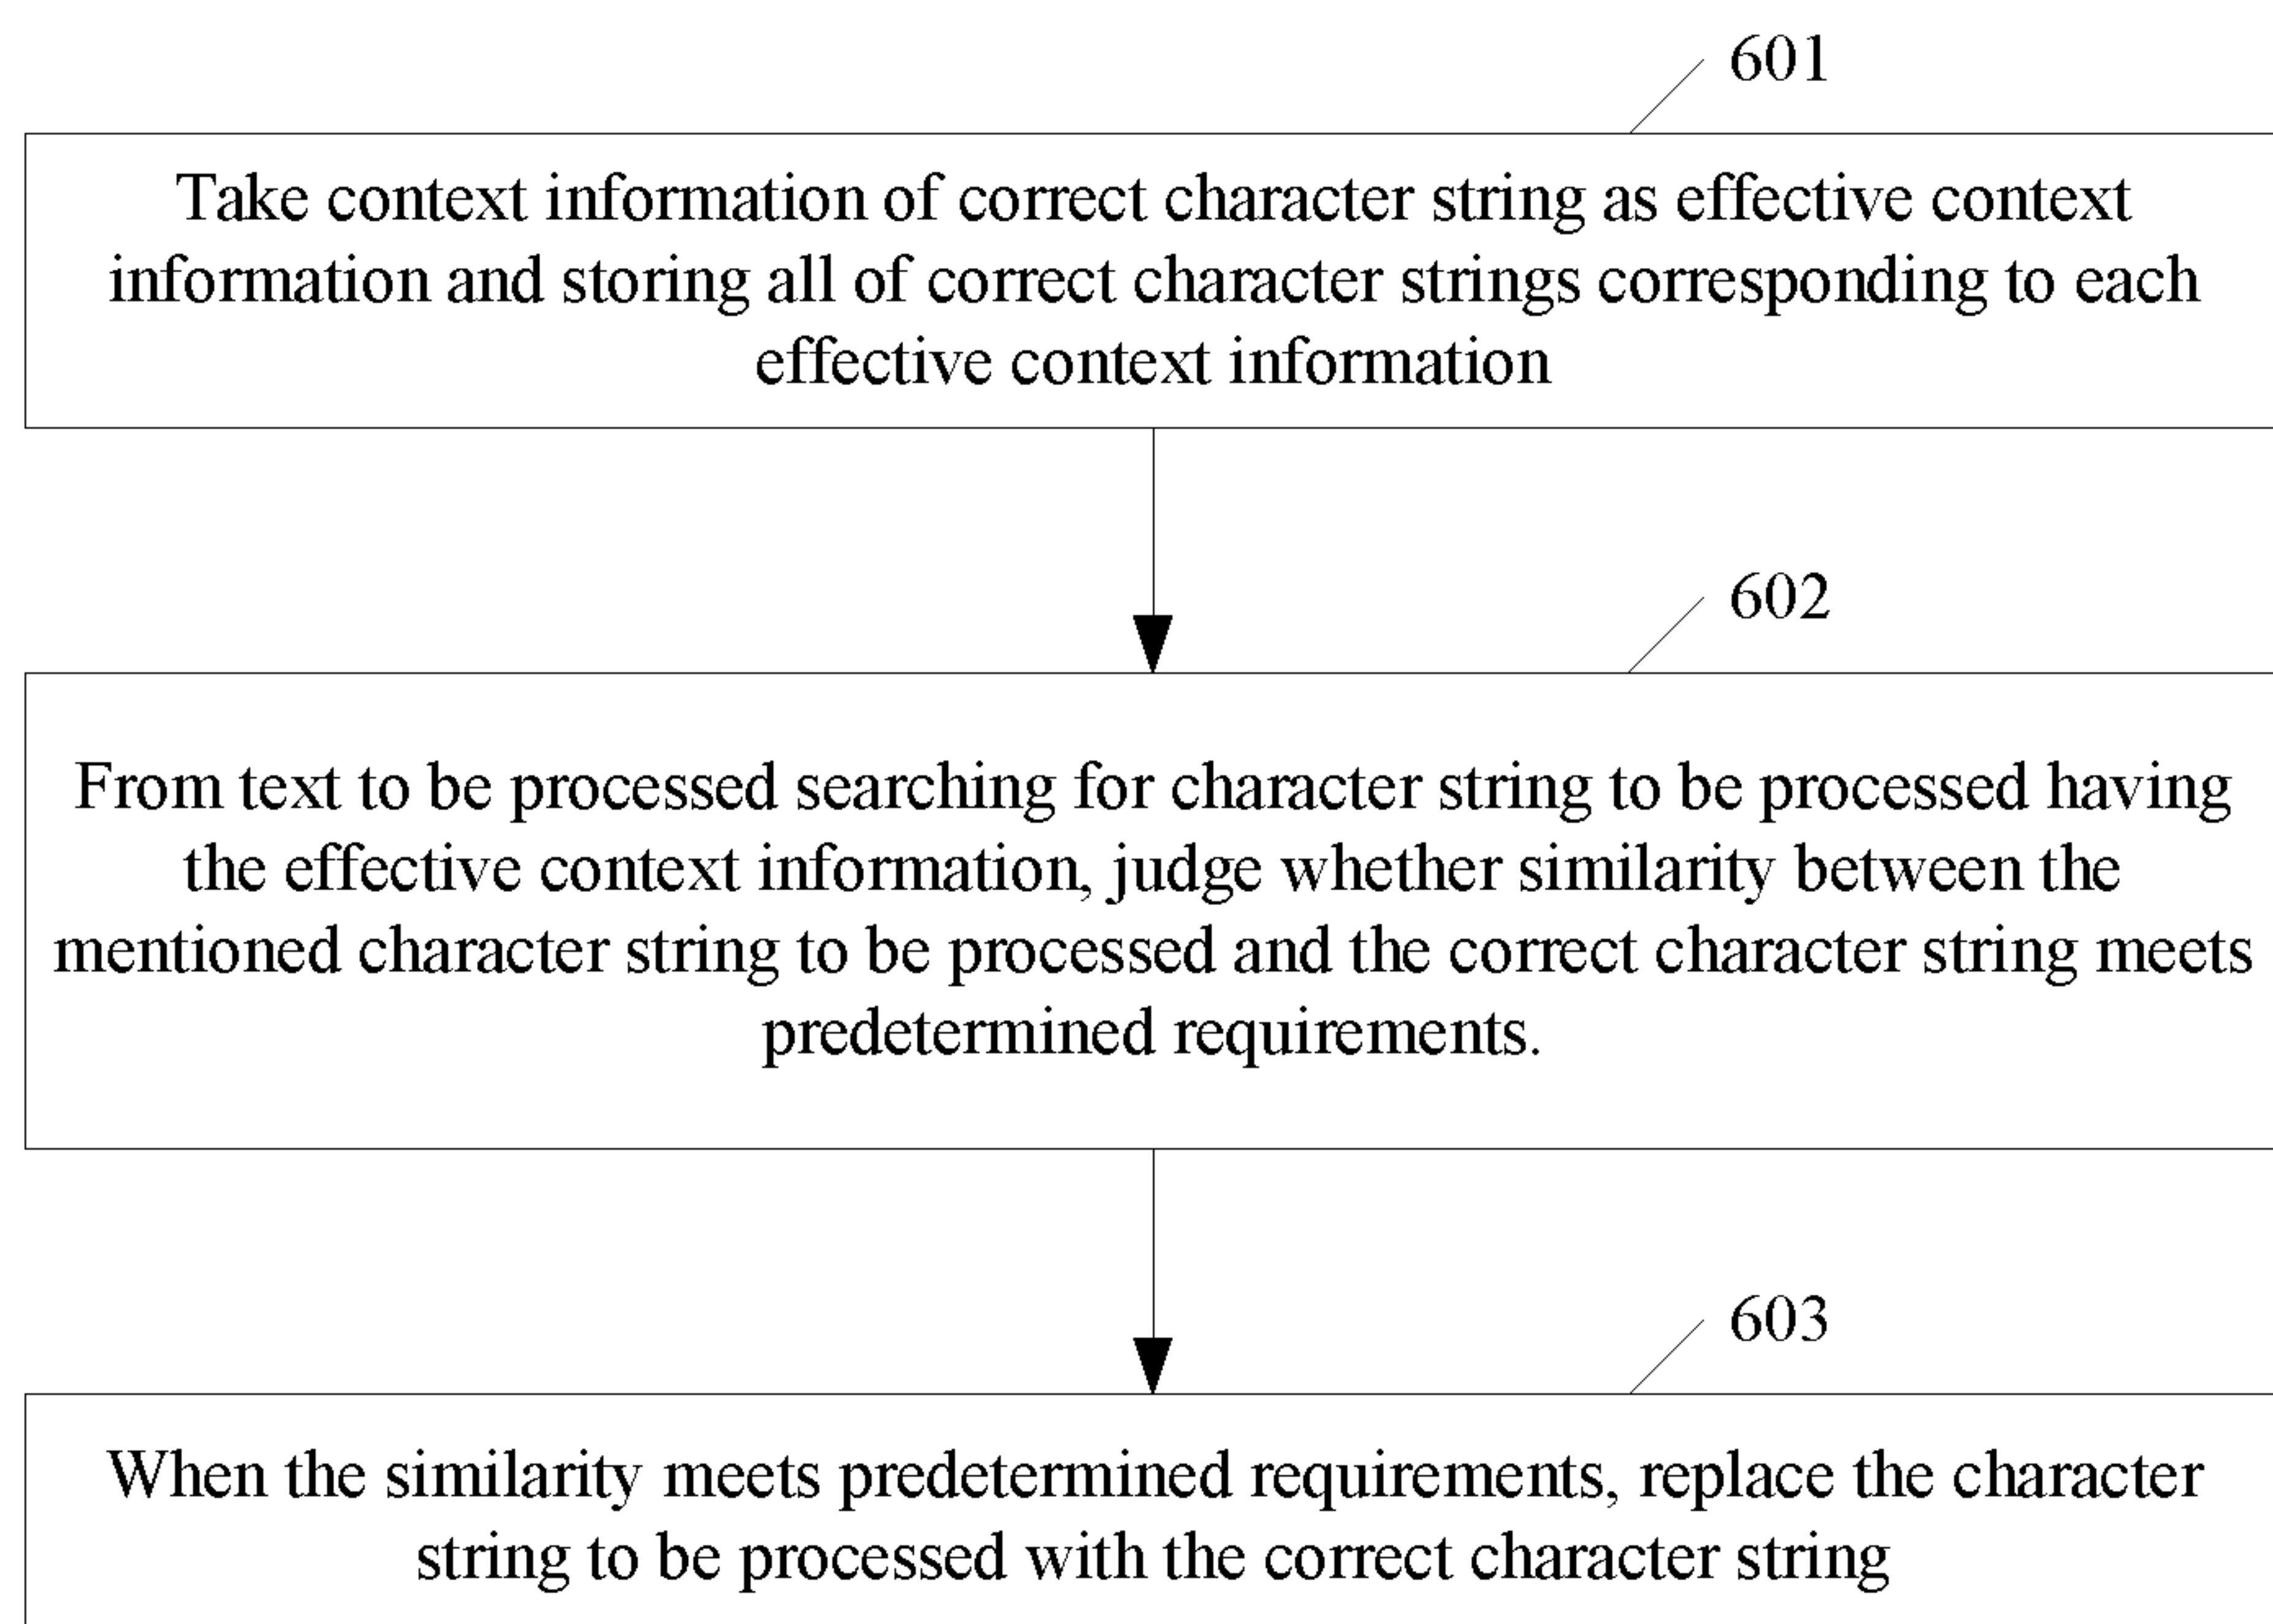 601
Take context information of correct character string as effective context
information and storing all of correct character strings corresponding to each
effective context information
602
From text to be processed searching for character string to be processed having
the effective context information, judge whether similarity between the
mentioned character string to be processed and the correct character string meets
predetermined requirements.
603
When the similarity meets predetermined requirements, replace the character
string to be processed with the correct character string